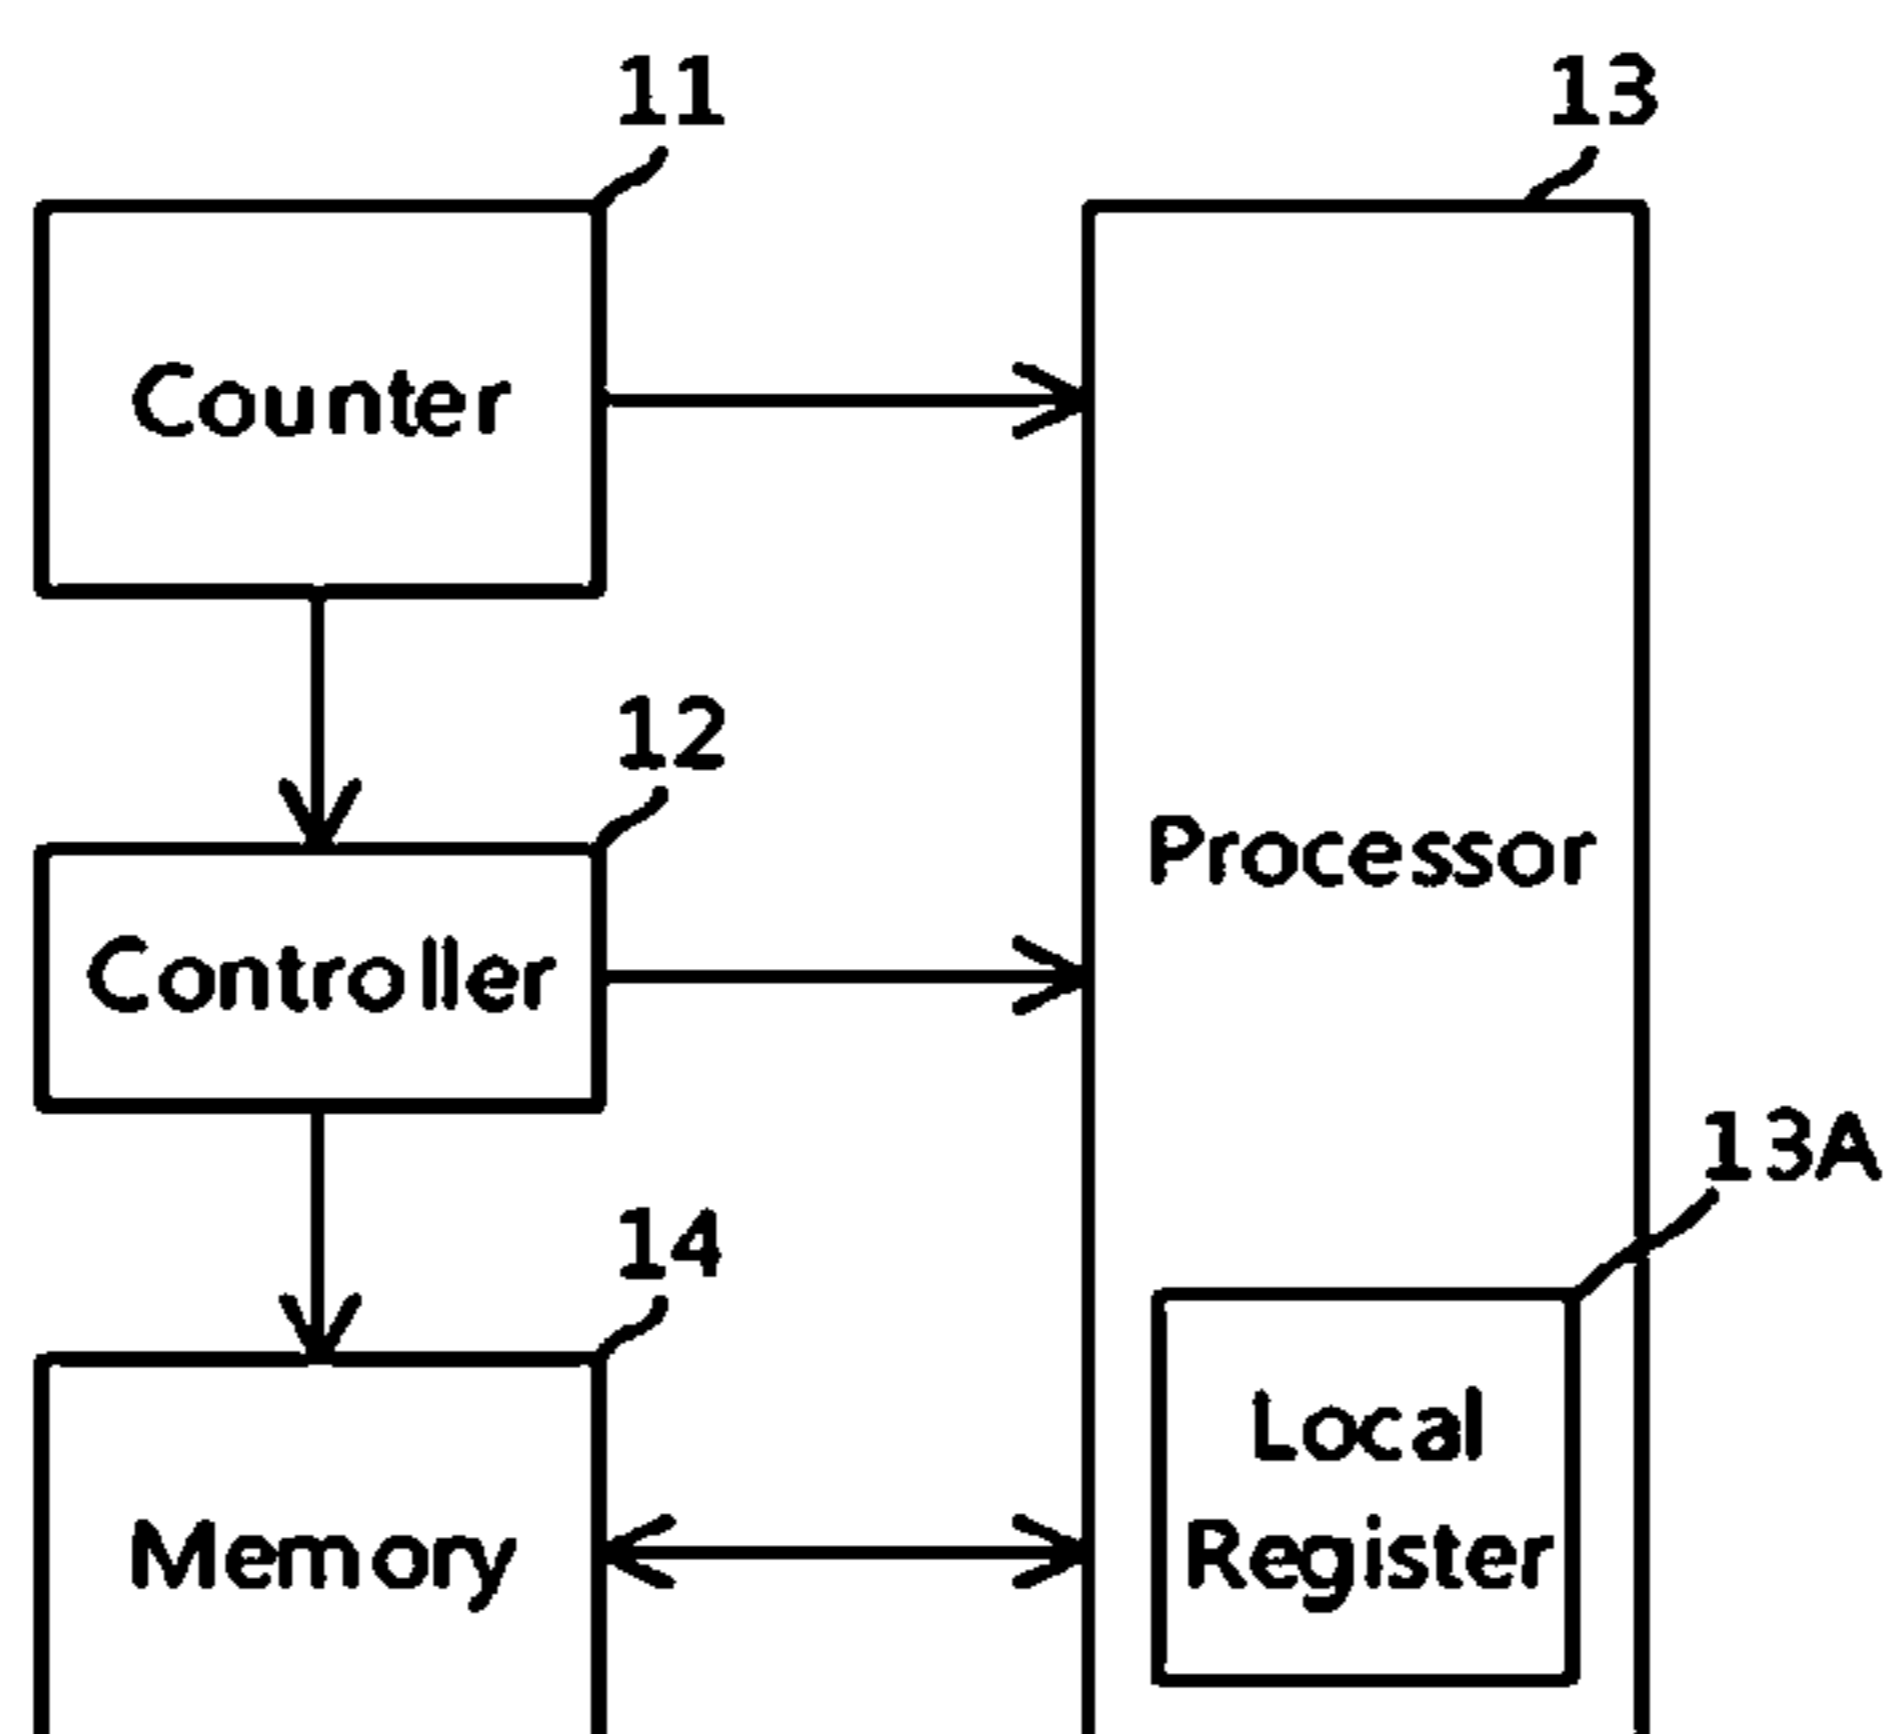 11
13
Counter
12
Processor
Controller
13A
14
Local
Register
Memory